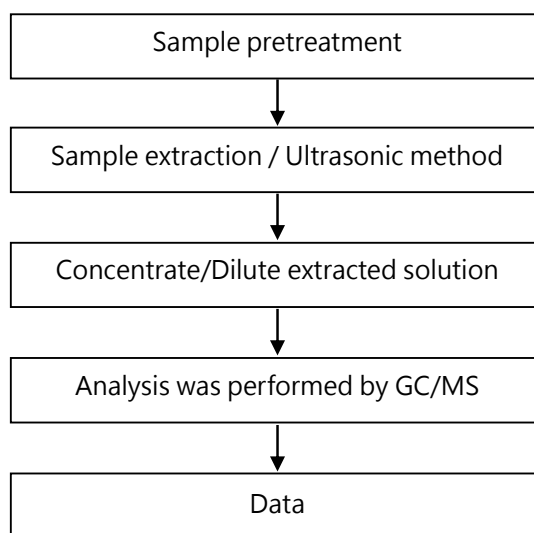 Sample pretreatment
Sample extraction / Ultrasonic method
Concentrate/Dilute extracted solution
Analysis was performed by GC/MS
Data